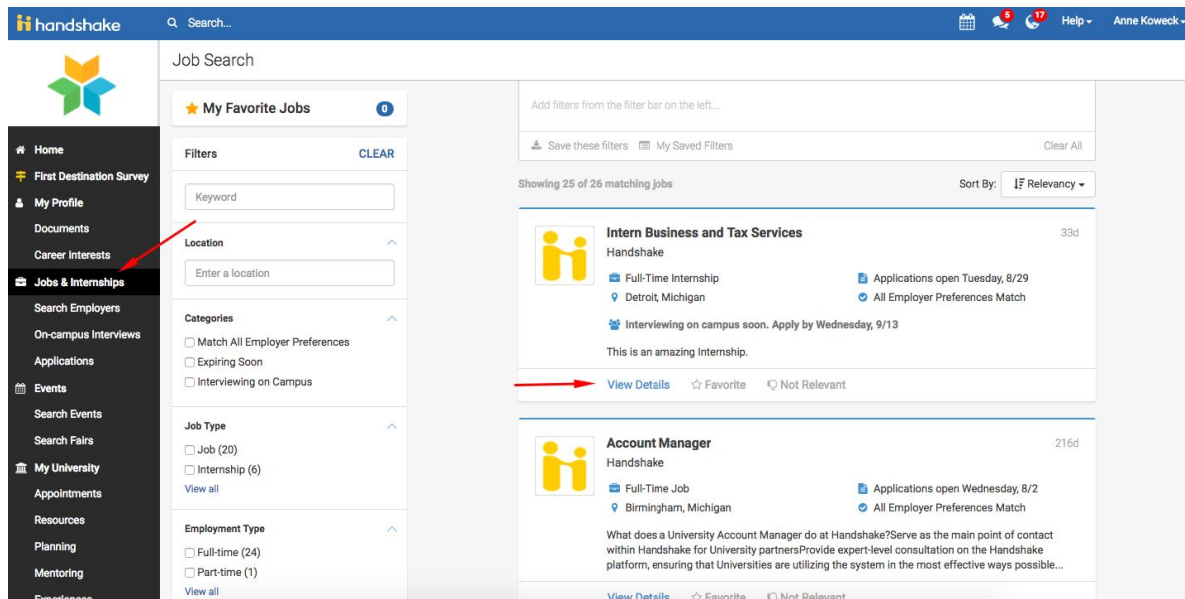 handshake
Search...
5
17
Help
Anne Koweck
Home
First Destination Survey
My Profile
Documents
Career Interests
Jobs & Internships
Search Employers
On-campus Interviews
Applications
Events
Search Events
Search Fairs
My University
Appointments
Resources
Planning
Mentoring
Experiences
Job Search
My Favorite Jobs
0
Filters
CLEAR
Keyword
Location
Enter a location
Categories
Match All Employer Preferences
Expiring Soon
Interviewing on Campus
Job Type
Job (20)
Internship (6)
View all
Employment Type
Full-time (24)
Part-time (1)
View all
Add filters from the filter bar on the left...
Save these filters
My Saved Filters
Clear All
Showing 25 of 26 matching jobs
Sort By:
Relevancy
Intern Business and Tax Services
33d
Handshake
Full-Time Internship
Applications open Tuesday, 8/29
Detroit, Michigan
All Employer Preferences Match
Interviewing on campus soon. Apply by Wednesday, 9/13
This is an amazing Internship.
View Details
Favorite
Not Relevant
Account Manager
216d
Handshake
Full-Time Job
Applications open Wednesday, 8/2
Birmingham, Michigan
All Employer Preferences Match
What does a University Account Manager do at Handshake?Serve as the main point of contact
within Handshake for University partnersProvide expert-level consultation on the Handshake
platform, ensuring that Universities are utilizing the system in the most effective ways possible...
View Details
Favorite
Not Relevant